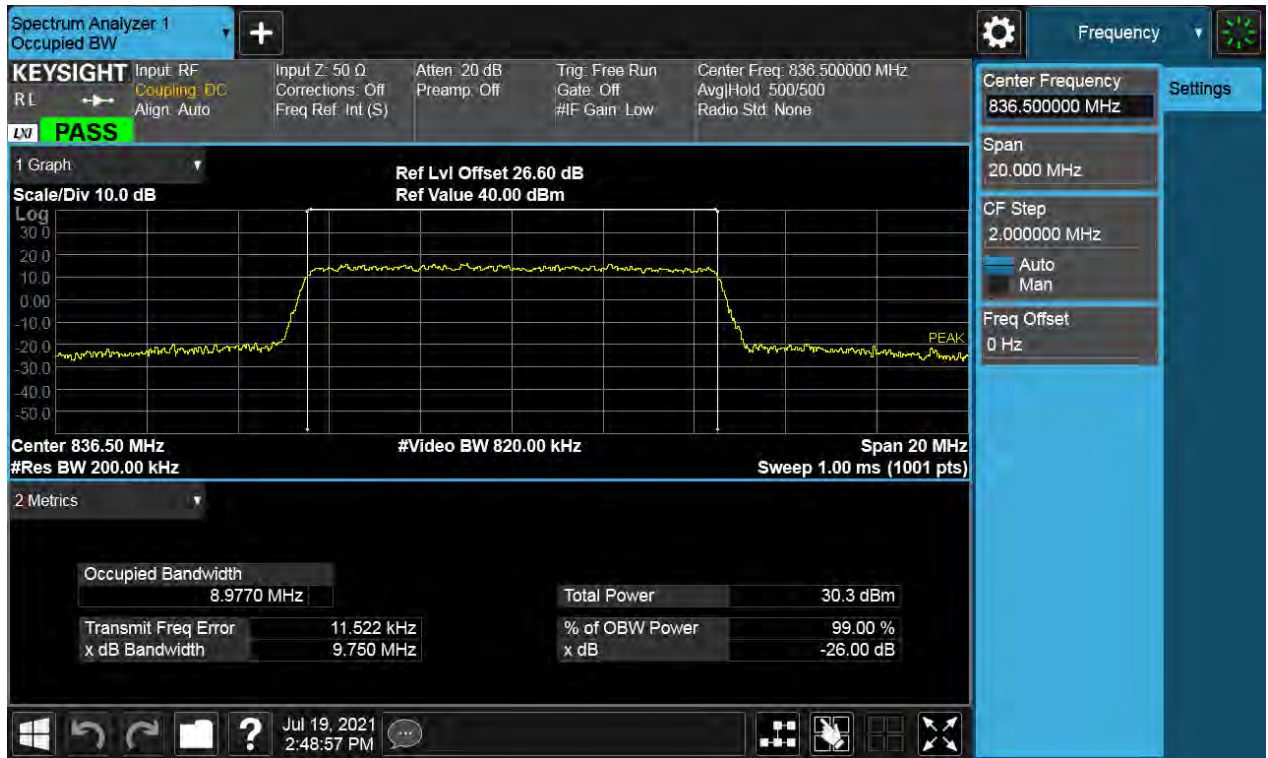 Spectrum Analyzer 1
Occupied BW
+
Frequency
KEYSIGHT
RL
LXI
PASS
Input: RF
Coupling: DC
Align: Auto
Input Z: 50 Ω
Corrections: Off
Freq Ref: Int (S)
Atten: 20 dB
Preamp: Off
Trig: Free Run
Gate: Off
#IF Gain: Low
Center Freq: 836.500000 MHz
Avg|Hold: 500/500
Radio Std: None
1 Graph
Scale/Div 10.0 dB
Ref Lvl Offset 26.60 dB
Ref Value 40.00 dBm
Log
30.0
20.0
10.0
0.00
-10.0
-20.0
-30.0
-40.0
-50.0
PEAK
Center 836.50 MHz
#Video BW 820.00 kHz
Span 20 MHz
#Res BW 200.00 kHz
Sweep 1.00 ms (1001 pts)
2 Metrics
Occupied Bandwidth
8.9770 MHz
Total Power 30.3 dBm
Transmit Freq Error 11.522 kHz
% of OBW Power 99.00 %
x dB Bandwidth 9.750 MHz
x dB -26.00 dB
?
Jul 19, 2021
2:48:57 PM
Center Frequency
836.500000 MHz
Settings
Span
20.000 MHz
CF Step
2.000000 MHz
Auto
Man
Freq Offset
0 Hz